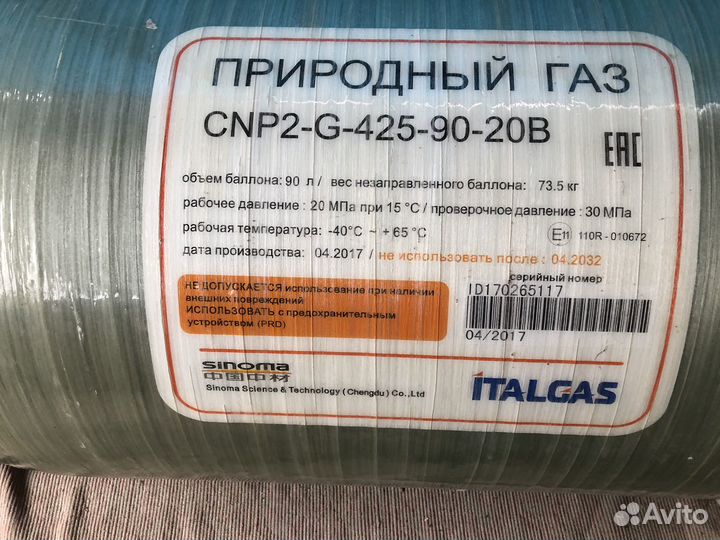 ПРИРОДНЫЙ ГАЗ
CNP2-G-425-90-20B
EAC
объем баллона: 90 л / вес незаправленного баллона: 73.5 кг
рабочее давление : 20 МПа при 15 °C / проверочное давление : 30 МПа
рабочая температура: -40°C ~ +65°C
E11 110R - 010672
дата производства: 04.2017 / не использовать после : 04.2032
серийный номер
ID170265117
04/2017
НЕ ДОПУСКАЕТСЯ использование при наличии
внешних повреждений
ИСПОЛЬЗОВАТЬ с предохранительным
устройством (PRD)
sinoma
中国中材
Sinoma Science & Technology ( Chengdu ) Co.,Ltd
ITALGAS
Avito